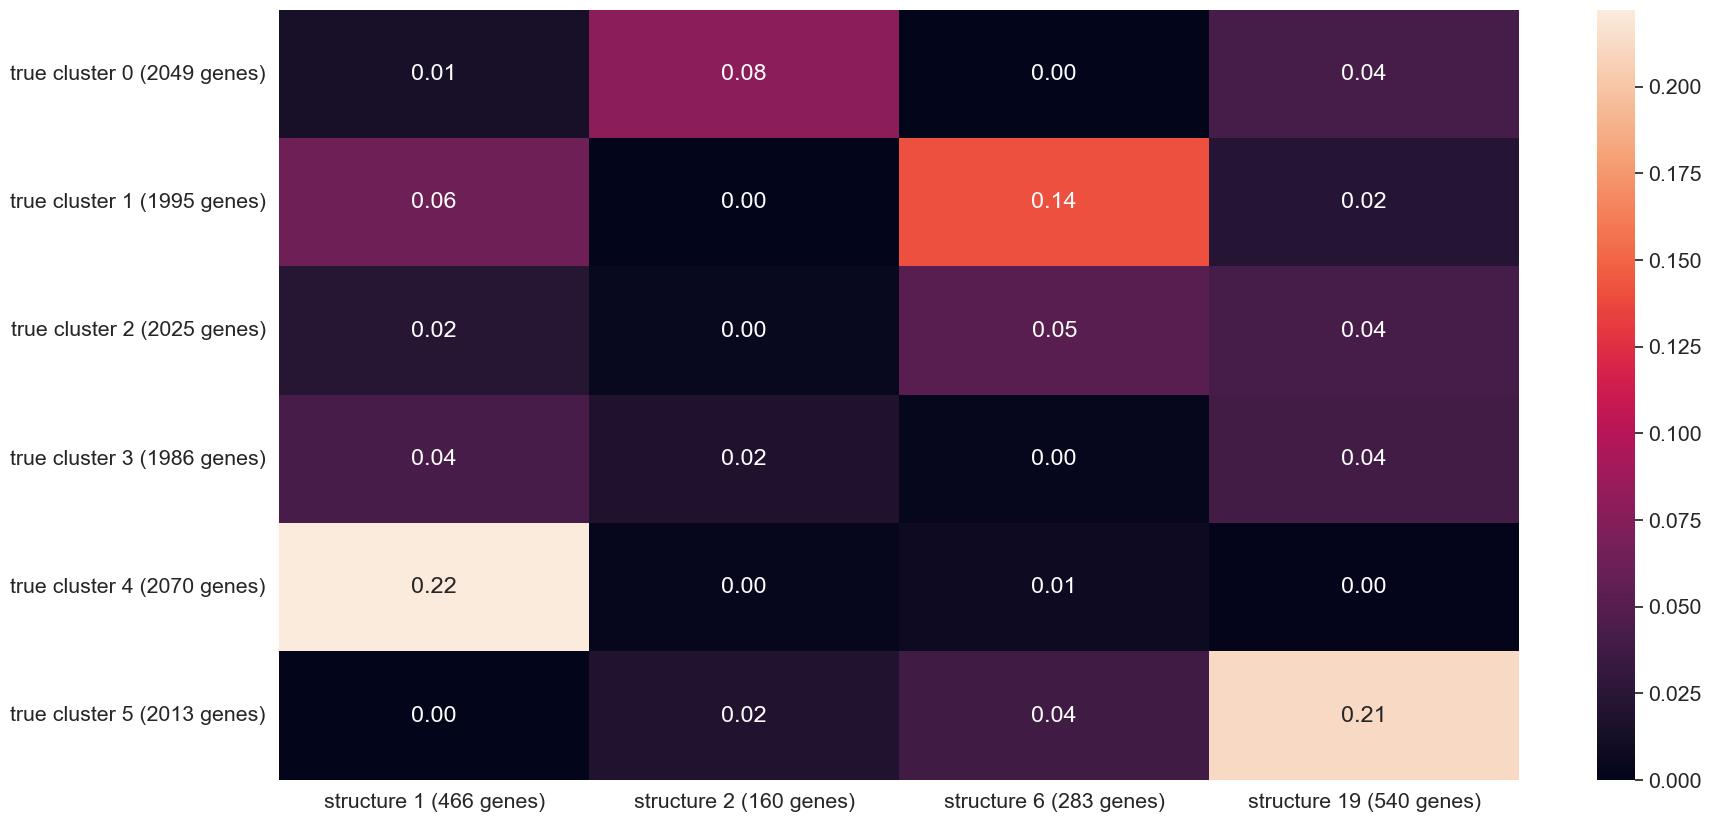 true cluster 0 (2049 genes) 0.01 0.08 0.00 0.04
true cluster 1 (1995 genes) 0.06 0.00 0.14 0.02
true cluster 2 (2025 genes) 0.02 0.00 0.05 0.04
true cluster 3 (1986 genes) 0.04 0.02 0.00 0.04
true cluster 4 (2070 genes) 0.22 0.00 0.01 0.00
true cluster 5 (2013 genes) 0.00 0.02 0.04 0.21
structure 1 (466 genes) structure 2 (160 genes) structure 6 (283 genes) structure 19 (540 genes)
0.200
0.175
0.150
0.125
0.100
0.075
0.050
0.025
0.000